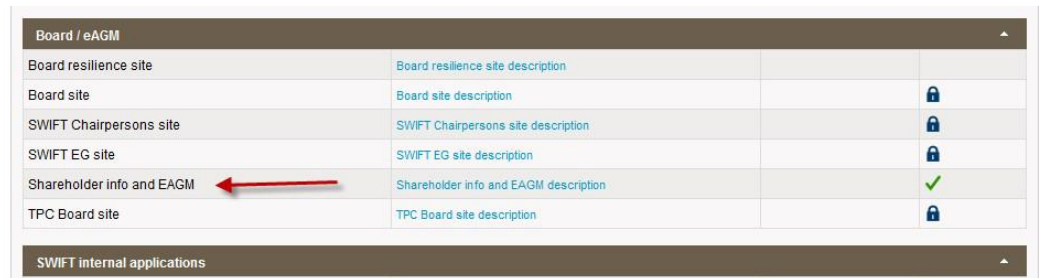 Board / eAGM
Board resilience site Board resilience site description
Board site Board site description
SWIFT Chairpersons site SWIFT Chairpersons site description
SWIFT EG site SWIFT EG site description
Shareholder info and EAGM Shareholder info and EAGM description
TPC Board site TPC Board site description
SWIFT internal applications